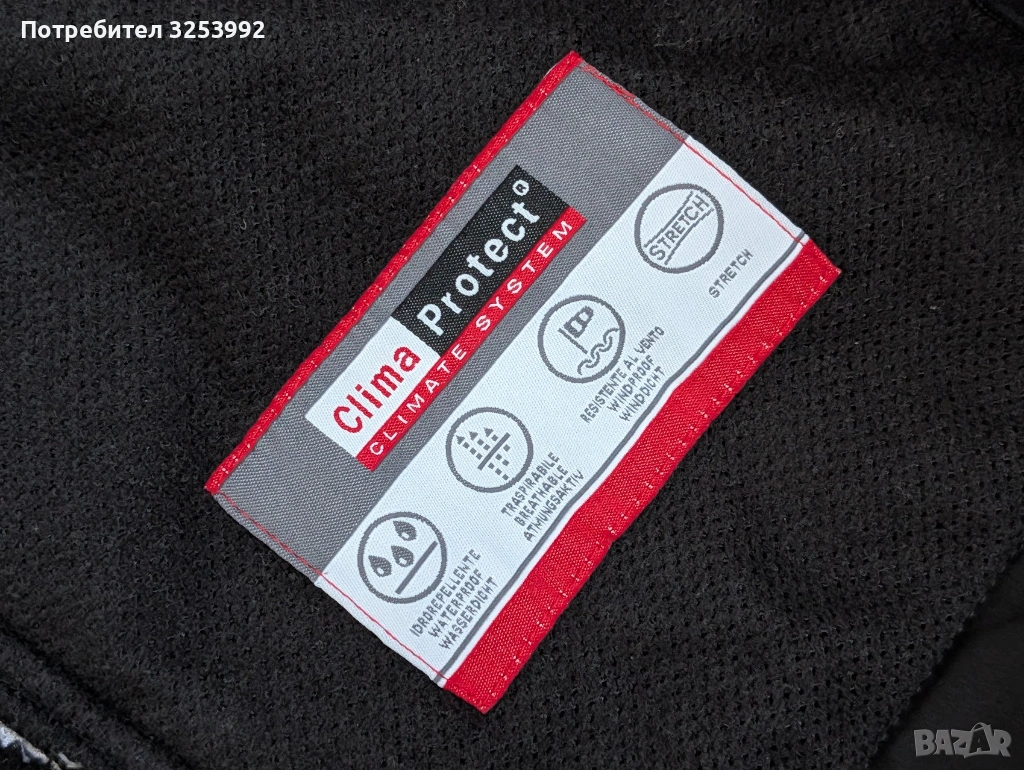 Потребител 3253992
Clima Protect®
CLIMATE SYSTEM
STRETCH
STRETCH
RESISTENTE AL VENTO
WINDPROOF
WINDDICHT
TRASPIRABILE
BREATHABLE
ATMUNGSAKTIV
IDROREPELLENTE
WATERPROOF
WASSERDICHT
BAZAR